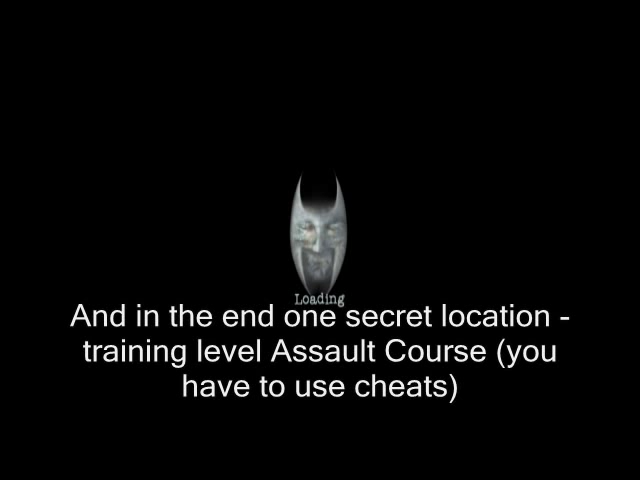 Loading
And in the end one secret location -
training level Assault Course (you
have to use cheats)